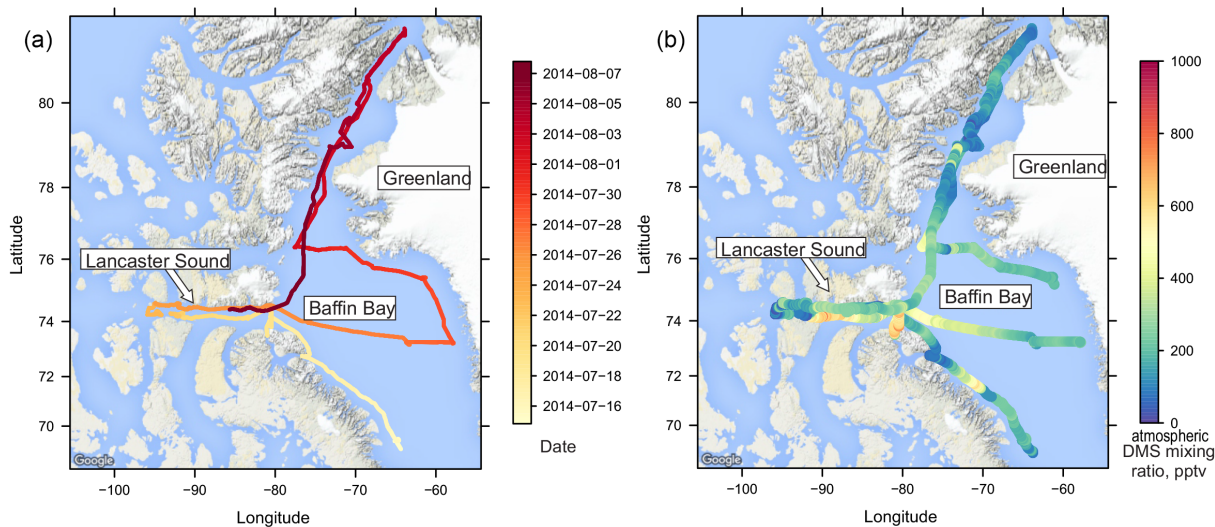 (a)
Latitude
80
78
76
74
72
70
Greenland
Lancaster Sound
Baffin Bay
Google
−100
−90
−80
−70
−60
Longitude
2014−08−07
2014−08−05
2014−08−03
2014−08−01
2014−07−30
2014−07−28
2014−07−26
2014−07−24
2014−07−22
2014−07−20
2014−07−18
2014−07−16
Date
(b)
Latitude
80
78
76
74
72
70
Greenland
Lancaster Sound
Baffin Bay
Google
−100
−90
−80
−70
−60
Longitude
1000
800
600
400
200
0
atmospheric
DMS mixing
ratio, pptv